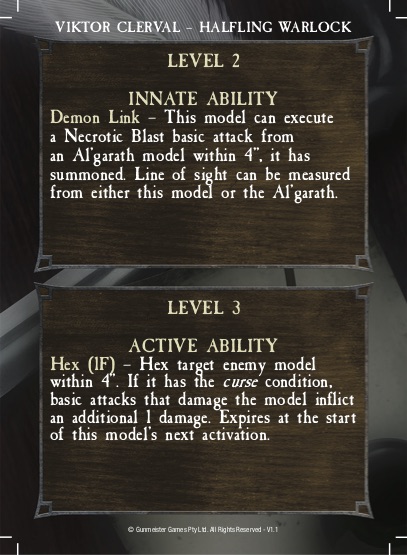 VIKTOR CLERVAL – HALFLING WARLOCK
LEVEL 2
INNATE ABILITY
Demon Link – This model can execute
a Necrotic Blast basic attack from
an Al'garath model within 4", it has
summoned. Line of sight can be measured
from either this model or the Al'garath.
LEVEL 3
ACTIVE ABILITY
Hex (1F) – Hex target enemy model
within 4". If it has the curse condition,
basic attacks that damage the model inflict
an additional 1 damage. Expires at the start
of this model's next activation.
© Gunmeister Games Pty Ltd. All Rights Reserved - V1.1